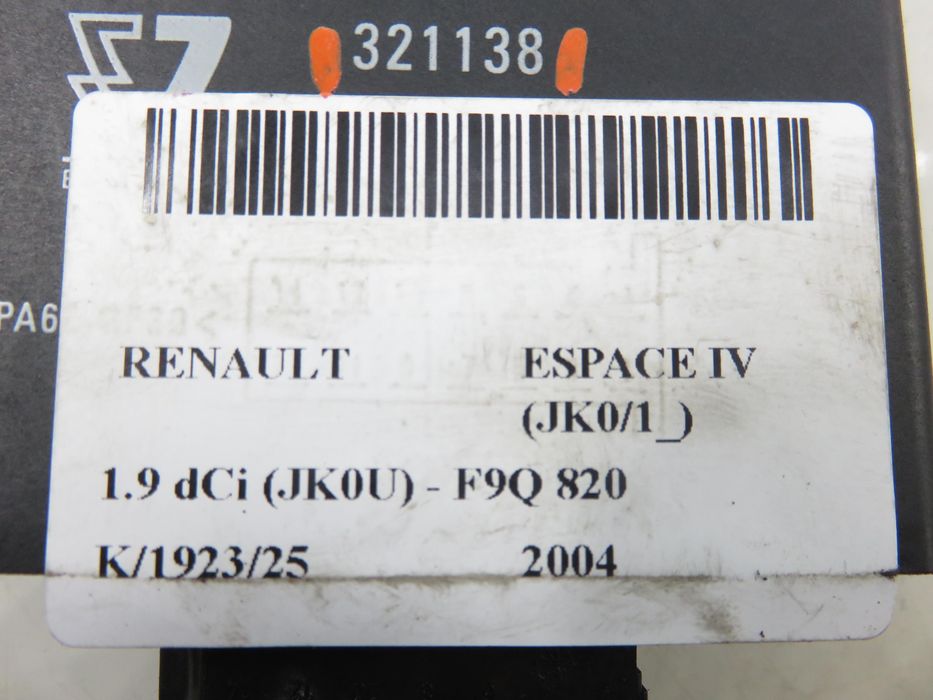 321138
PA6
RENAULT ESPACE IV
(JK0/1_)
1.9 dCi (JK0U) - F9Q 820
K/1923/25 2004